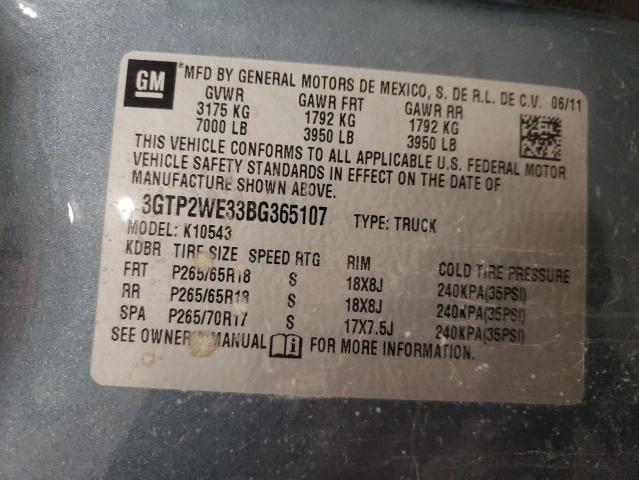 GM
*MFD BY GENERAL MOTORS DE MEXICO, S. DE R.L. DE C.V. 06/11
GVWR GAWR FRT GAWR RR
3175 KG 1792 KG 1792 KG
7000 LB 3950 LB 3950 LB
THIS VEHICLE CONFORMS TO ALL APPLICABLE U.S. FEDERAL MOTOR
VEHICLE SAFETY STANDARDS IN EFFECT ON THE DATE OF
MANUFACTURE SHOWN ABOVE.
3GTP2WE33BG365107 TYPE: TRUCK
MODEL: K10543
KDBR TIRE SIZE SPEED RTG RIM COLD TIRE PRESSURE
FRT P265/65R18 S 18X8J 240KPA(35PSI)
RR P265/65R18 S 18X8J 240KPA(35PSI)
SPA P265/70R17 S 17X7.5J 240KPA(35PSI)
SEE OWNER'S MANUAL FOR MORE INFORMATION.